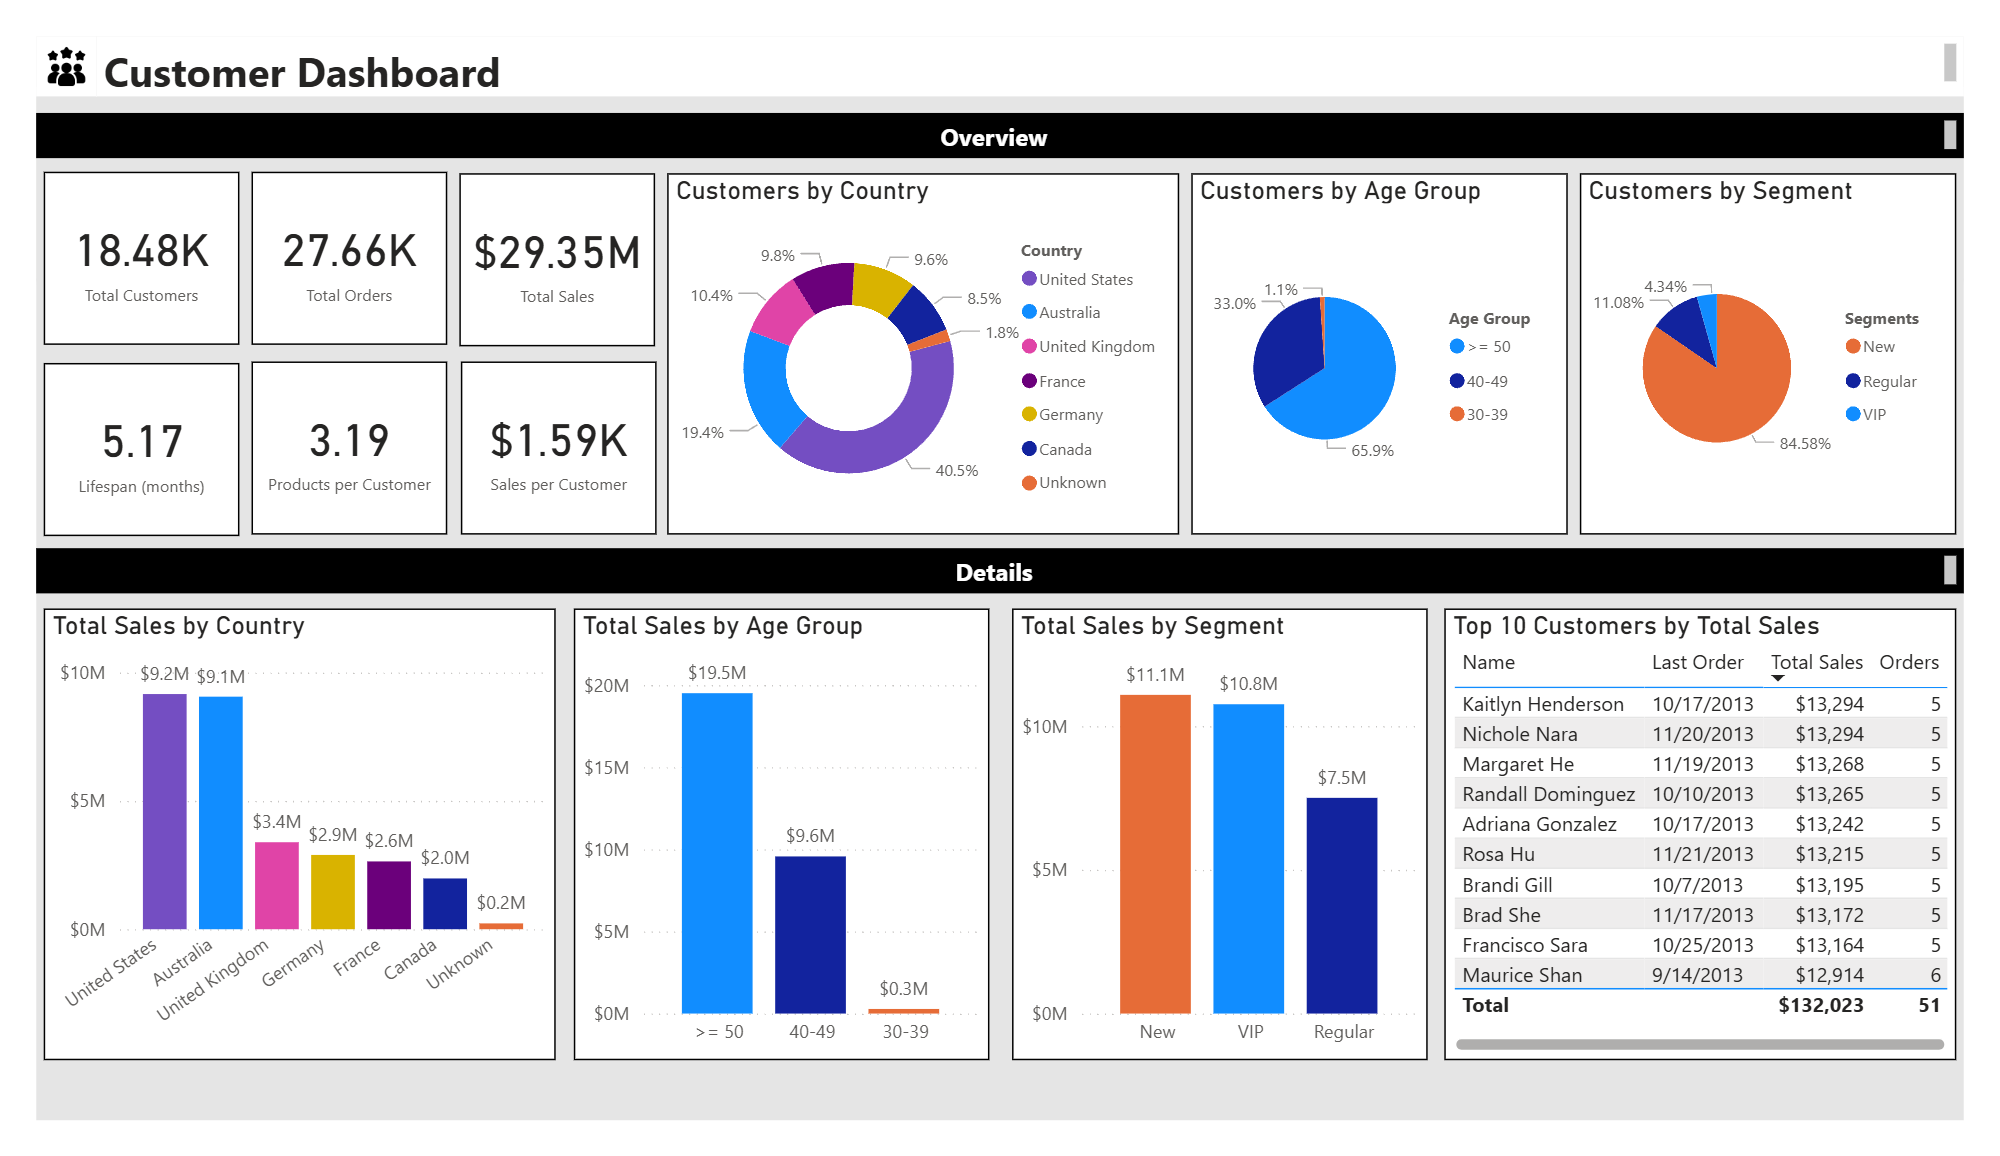 Customer Dashboard
Overview
18.48K
Total Customers
27.66K
Total Orders
$29.35M
Total Sales
5.17
Lifespan (months)
3.19
Products per Customer
$1.59K
Sales per Customer
Customers by Country
9.8%
9.6%
10.4%
8.5%
1.8%
19.4%
40.5%
Country
United States
Australia
United Kingdom
France
Germany
Canada
Unknown
Customers by Age Group
1.1%
33.0%
65.9%
Age Group
>= 50
40-49
30-39
Customers by Segment
4.34%
11.08%
84.58%
Segments
New
Regular
VIP
Details
Total Sales by Country
$10M
$5M
$0M
$9.2M
$9.1M
$3.4M
$2.9M
$2.6M
$2.0M
$0.2M
United States
Australia
United Kingdom
Germany
France
Canada
Unknown
Total Sales by Age Group
$20M
$15M
$10M
$5M
$0M
$19.5M
$9.6M
$0.3M
>= 50
40-49
30-39
Total Sales by Segment
$10M
$5M
$0M
$11.1M
$10.8M
$7.5M
New
VIP
Regular
Top 10 Customers by Total Sales
Name Last Order Total Sales Orders
Kaitlyn Henderson 10/17/2013 $13,294 5
Nichole Nara 11/20/2013 $13,294 5
Margaret He 11/19/2013 $13,268 5
Randall Dominguez 10/10/2013 $13,265 5
Adriana Gonzalez 10/17/2013 $13,242 5
Rosa Hu 11/21/2013 $13,215 5
Brandi Gill 10/7/2013 $13,195 5
Brad She 11/17/2013 $13,172 5
Francisco Sara 10/25/2013 $13,164 5
Maurice Shan 9/14/2013 $12,914 6
Total $132,023 51